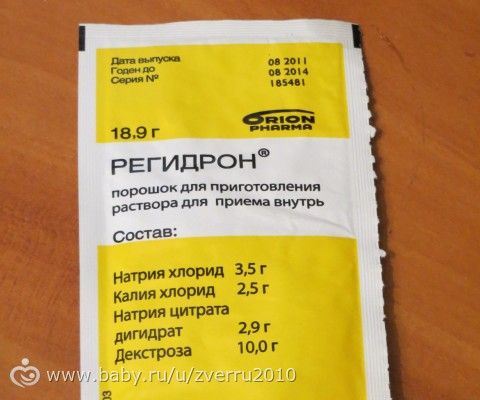 Дата выпуска 08 2011
Годен до 08 2014
Серия № 185481
18,9 г
ORION
PHARMA
РЕГИДРОН®
порошок для приготовления
раствора для приема внутрь
Состав:
Натрия хлорид 3,5 г
Калия хлорид 2,5 г
Натрия цитрата
дигидрат 2,9 г
Декстроза 10,0 г
www.baby.ru/u/zverru2010